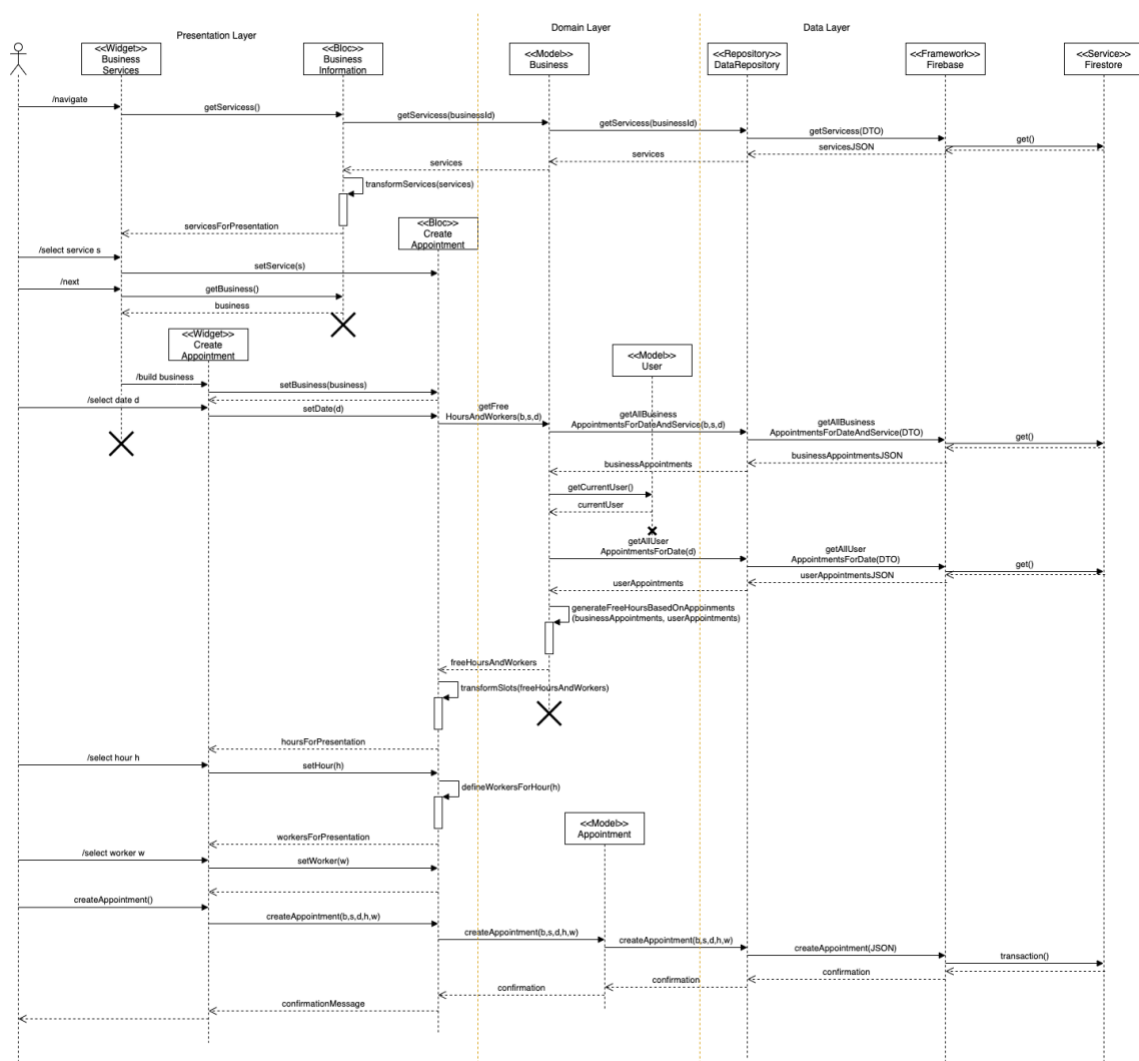 Presentation Layer
Domain Layer
Data Layer
<<Widget>>
Business
Services
<<Bloc>>
Business
Information
<<Model>>
Business
<<Repository>>
DataRepository
<<Framework>>
Firebase
<<Service>>
Firestore
/navigate
getServicess()
getServicess(businessId)
getServicess(businessId)
getServicess(DTO)
get()
servicesJSON
services
services
transformServices(services)
servicesForPresentation
<<Bloc>>
Create
Appointment
/select service s
setService(s)
/next
getBusiness()
business
<<Widget>>
Create
Appointment
<<Model>>
User
/build business
setBusiness(business)
/select date d
setDate(d)
getFree
HoursAndWorkers(b,s,d)
getAllBusiness
AppointmentsForDateAndService(b,s,d)
getAllBusiness
AppointmentsForDateAndService(DTO)
get()
businessAppointmentsJSON
businessAppointments
getCurrentUser()
currentUser
getAllUser
AppointmentsForDate(d)
getAllUser
AppointmentsForDate(DTO)
get()
userAppointmentsJSON
userAppointments
generateFreeHoursBasedOnAppoinments
(businessAppointments, userAppointments)
freeHoursAndWorkers
transformSlots(freeHoursAndWorkers)
hoursForPresentation
/select hour h
setHour(h)
defineWorkersForHour(h)
<<Model>>
Appointment
workersForPresentation
/select worker w
setWorker(w)
createAppointment()
createAppointment(b,s,d,h,w)
createAppointment(b,s,d,h,w)
createAppointment(b,s,d,h,w)
createAppointment(JSON)
transaction()
confirmation
confirmation
confirmation
confirmationMessage